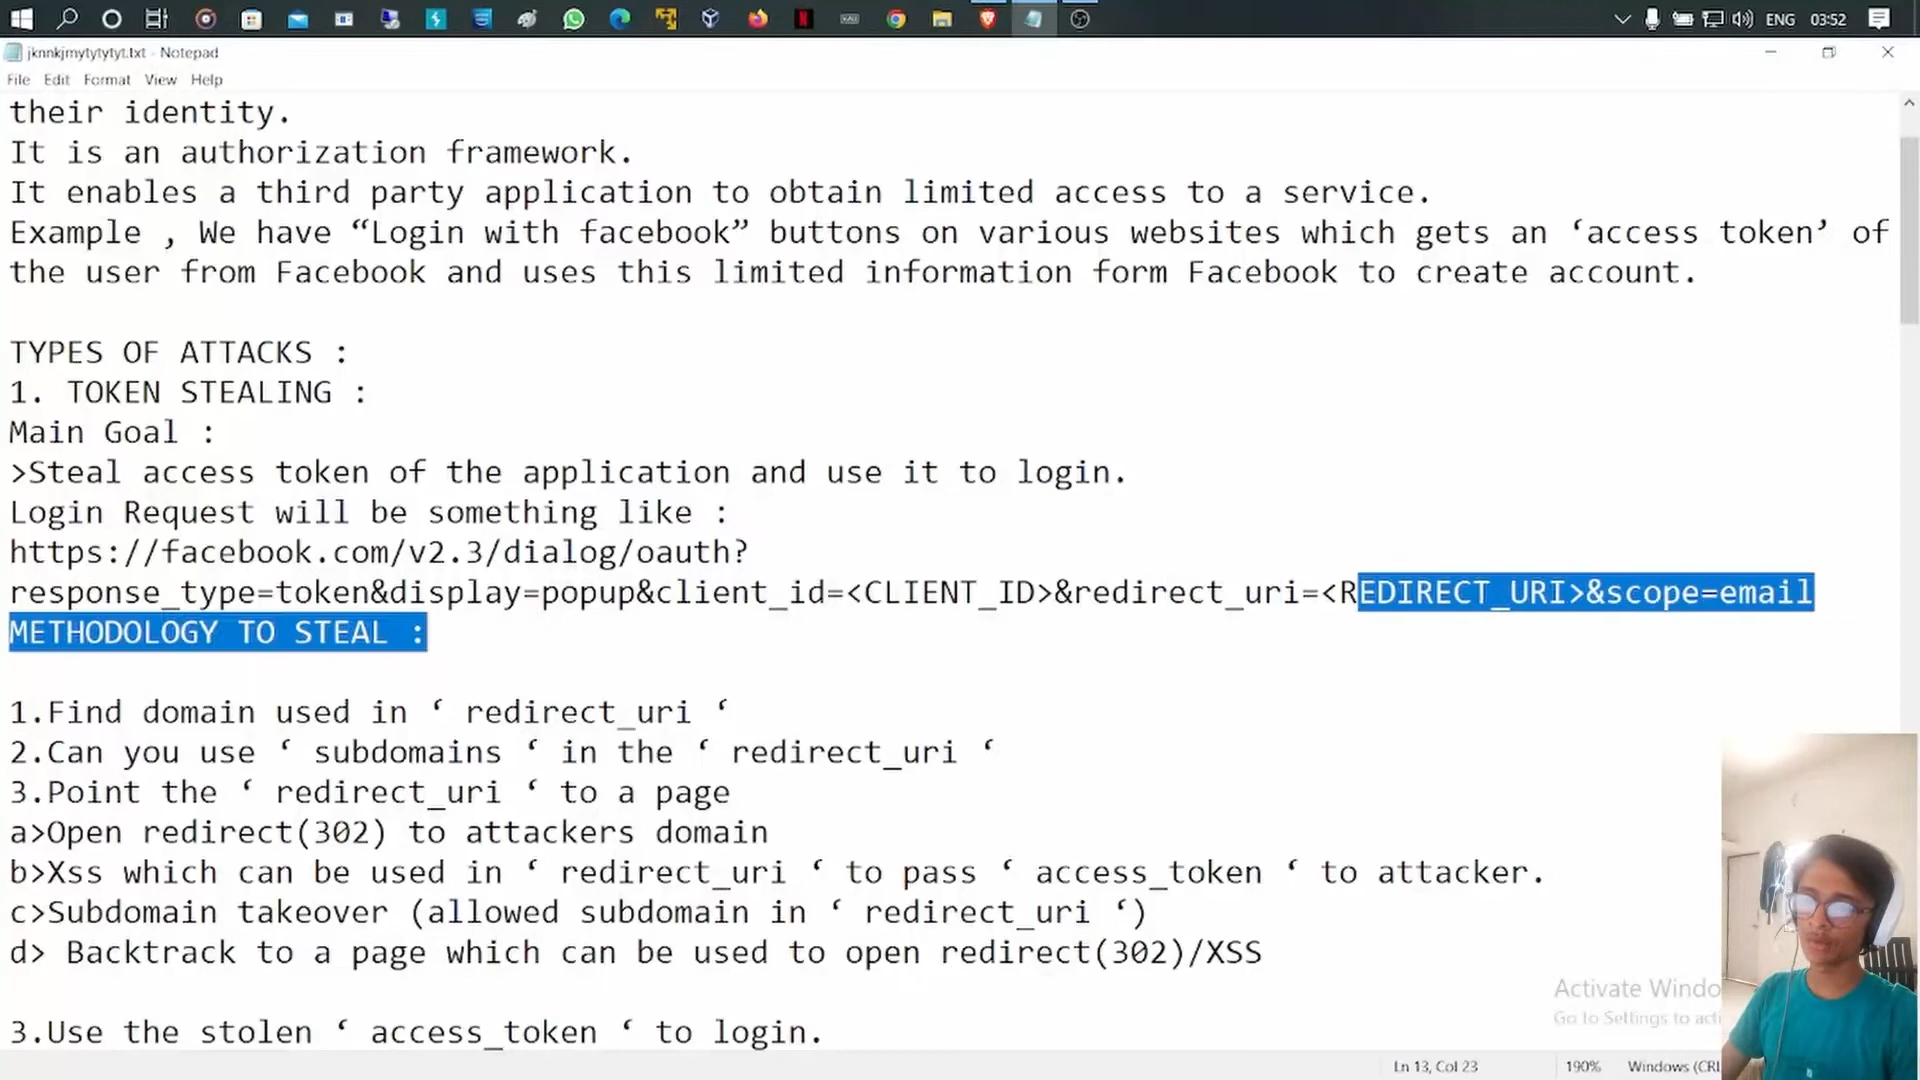 ENG 03:52
jknnkjmytytytyt.txt - Notepad
File Edit Format View Help
their identity.
It is an authorization framework.
It enables a third party application to obtain limited access to a service.
Example , We have “Login with facebook” buttons on various websites which gets an ‘access token’ of
the user from Facebook and uses this limited information form Facebook to create account.
TYPES OF ATTACKS :
1. TOKEN STEALING :
Main Goal :
>Steal access token of the application and use it to login.
Login Request will be something like :
https://facebook.com/v2.3/dialog/oauth?
response_type=token&display=popup&client_id=<CLIENT_ID>&redirect_uri=<REDIRECT_URI>&scope=email
METHODOLOGY TO STEAL :
1.Find domain used in ‘ redirect_uri ‘
2.Can you use ‘ subdomains ‘ in the ‘ redirect_uri ‘
3.Point the ‘ redirect_uri ‘ to a page
a>Open redirect(302) to attackers domain
b>Xss which can be used in ‘ redirect_uri ‘ to pass ‘ access_token ‘ to attacker.
c>Subdomain takeover (allowed subdomain in ‘ redirect_uri ‘)
d> Backtrack to a page which can be used to open redirect(302)/XSS
Activate Windo
Go to Settings to acti
3.Use the stolen ‘ access_token ‘ to login.
Ln 13, Col 23 190% Windows (CRL